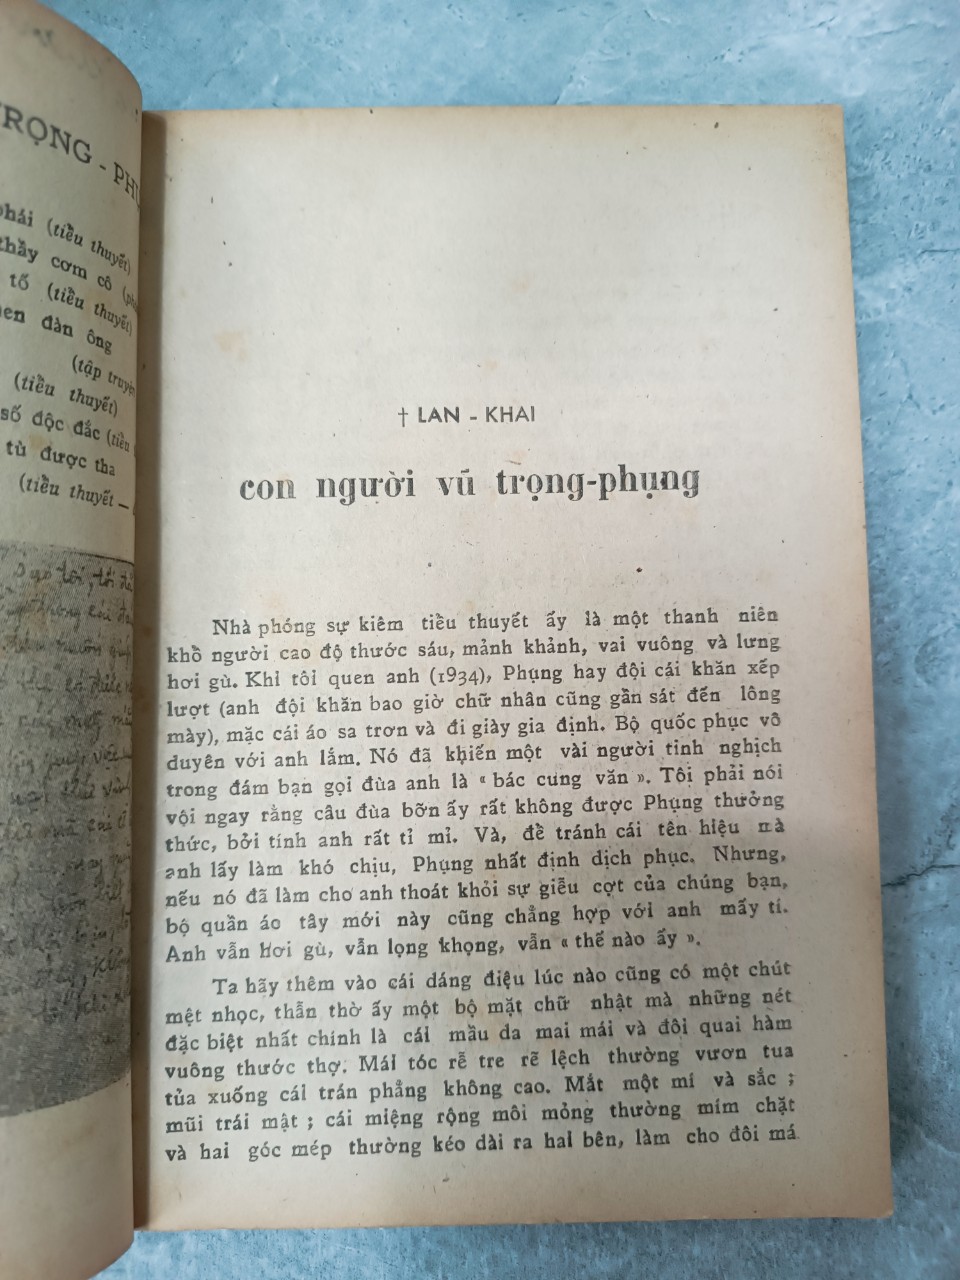 RỌNG - PHỤ
phái (tiểu thuyết)
thầy cơm cô
tố (tiểu thuyết)
đàn ông
(tập truyện
(tiểu thuyết)
số độc đắc (tiểu
tù được tha
(tiểu thuyết —
† LAN - KHAI
con người vũ trọng-phụng
Nhà phóng sự kiêm tiểu thuyết ấy là một thanh niên
khổ người cao độ thước sáu, mảnh khảnh, vai vuông và lưng
hơi gù. Khi tôi quen anh (1934), Phụng hay đội cái khăn xếp
lượt (anh đội khăn bao giờ chữ nhân cũng gần sát đến lông
mày), mặc cái áo sa trơn và đi giày gia định. Bộ quốc phục vô
duyên với anh lắm. Nó đã khiến một vài người tinh nghịch
trong đám bạn gọi đùa anh là « bác cung văn ». Tôi phải nói
vội ngay rằng câu đùa bỡn ấy rất không được Phụng thưởng
thức, bởi tính anh rất tỉ mỉ. Và, để tránh cái tên hiệu mà
anh lấy làm khó chịu, Phụng nhất định dịch phục. Nhưng,
nếu nó đã làm cho anh thoát khỏi sự giễu cợt của chúng bạn,
bộ quần áo tây mới này cũng chẳng hợp với anh mấy tí.
Anh vẫn hơi gù, vẫn lọng khọng, vẫn « thế nào ấy ».
Ta hãy thêm vào cái dáng điệu lúc nào cũng có một chút
mệt nhọc, thẫn thờ ấy một bộ mặt chữ nhật mà những nét
đặc biệt nhất chính là cái mầu da mai mái và đôi quai hàm
vuông thước thợ. Mái tóc rễ tre rẽ lệch thường vươn tua
tủa xuống cái trán phẳng không cao. Mắt một mí và sắc ;
mũi trái mật ; cái miệng rộng môi mỏng thường mím chặt
và hai góc mép thường kéo dài ra hai bên, làm cho đôi má